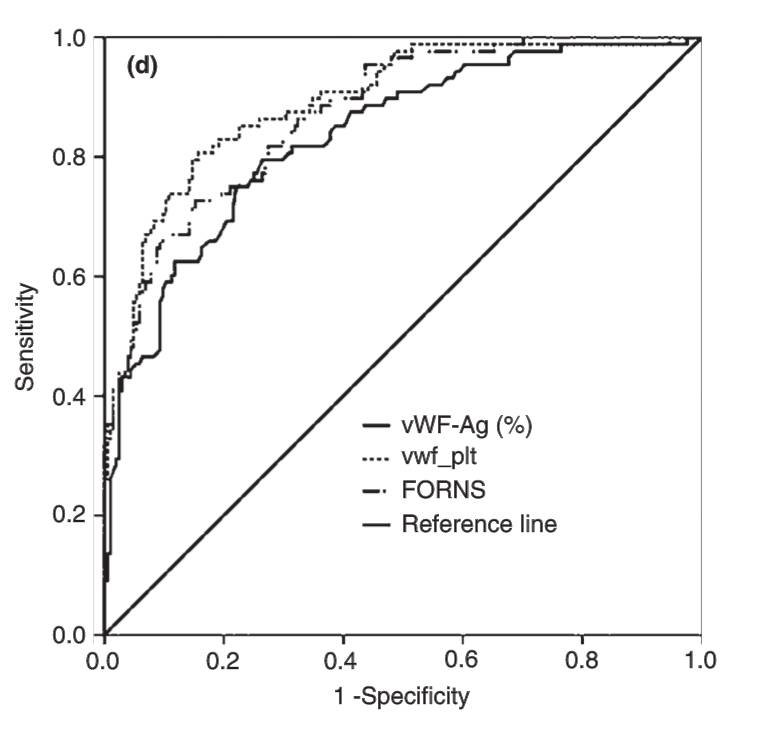 (d)
1.0
0.8
0.6
0.4
0.2
0.0
Sensitivity
vWF-Ag (%)
vwf_plt
FORNS
Reference line
0.0 0.2 0.4 0.6 0.8 1.0
1 -Specificity